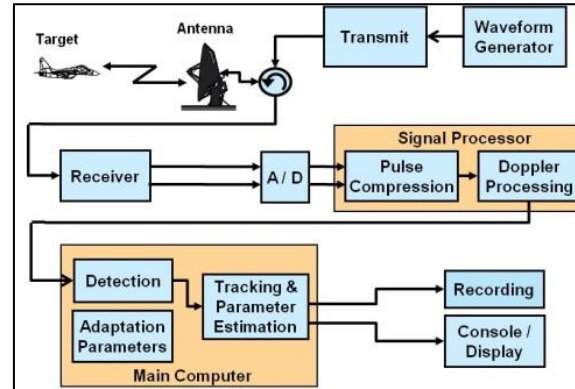 Target
Antenna
Transmit
Waveform
Generator
Signal Processor
Receiver
A / D
Pulse
Compression
Doppler
Processing
Detection
Adaptation
Parameters
Tracking &
Parameter
Estimation
Main Computer
Recording
Console /
Display